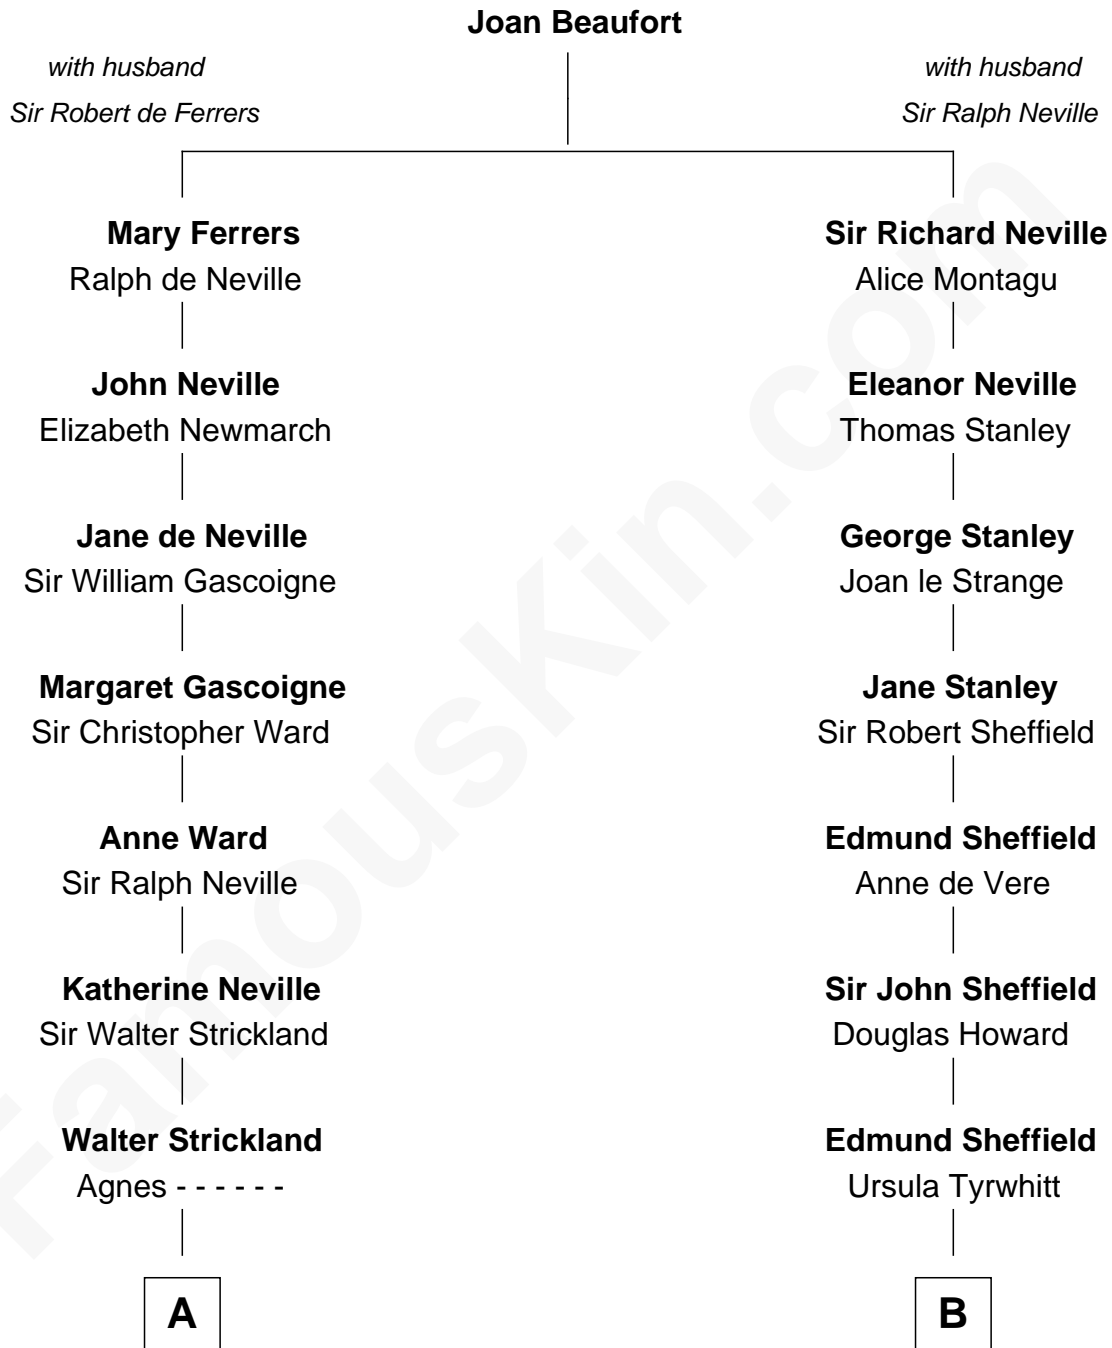 Joan Beaufort
with husband
Sir Robert de Ferrers
with husband
Sir Ralph Neville
Mary Ferrers
Ralph de Neville
John Neville
Elizabeth Newmarch
Jane de Neville
Sir William Gascoigne
Margaret Gascoigne
Sir Christopher Ward
Anne Ward
Sir Ralph Neville
Katherine Neville
Sir Walter Strickland
Walter Strickland
Agnes - - - - - -
A
Sir Richard Neville
Alice Montagu
Eleanor Neville
Thomas Stanley
George Stanley
Joan le Strange
Jane Stanley
Sir Robert Sheffield
Edmund Sheffield
Anne de Vere
Sir John Sheffield
Douglas Howard
Edmund Sheffield
Ursula Tyrwhitt
B
FamousKin.com